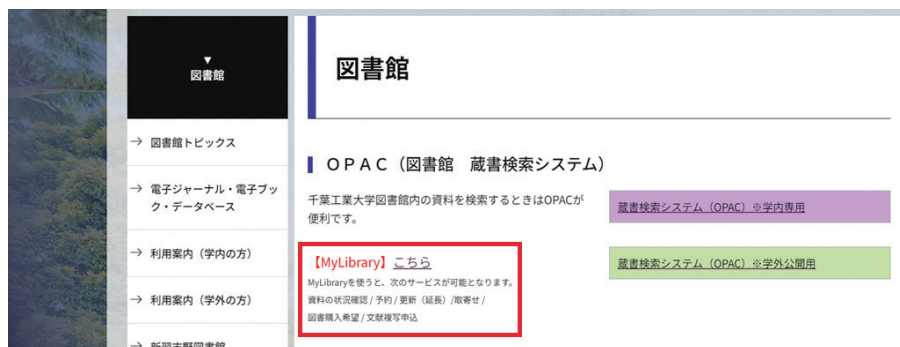 ▼
図書館
→ 図書館トピックス
→ 電子ジャーナル・電子ブッ
ク・データベース
→ 利用案内（学内の方）
→ 利用案内（学外の方）
→ 新習志野図書館
図書館
ＯＰＡＣ（図書館　蔵書検索システム）
千葉工業大学図書館内の資料を検索するときはOPACが
便利です。
【MyLibrary】こちら
MyLibraryを使うと、次のサービスが可能となります。
資料の状況確認 / 予約 / 更新（延長）/取寄せ /
図書購入希望 / 文献複写申込
蔵書検索システム（OPAC）※学内専用
蔵書検索システム（OPAC）※学外公開用